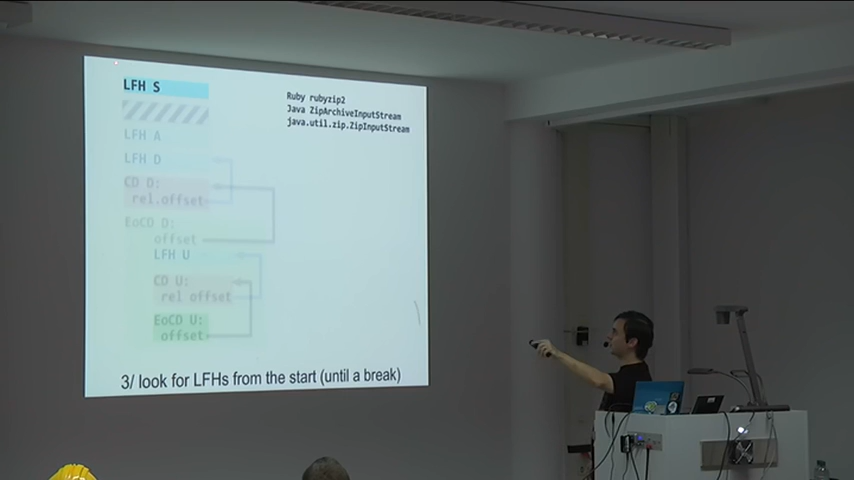 LFH S
Ruby rubyzip2
Java ZipArchiveInputStream
java.util.zip.ZipInputStream
LFH A
LFH D
CD D:
rel.offset
EoCD D:
offset
LFH U
CD U:
rel offset
EoCD U:
offset
3/ look for LFHs from the start (until a break)